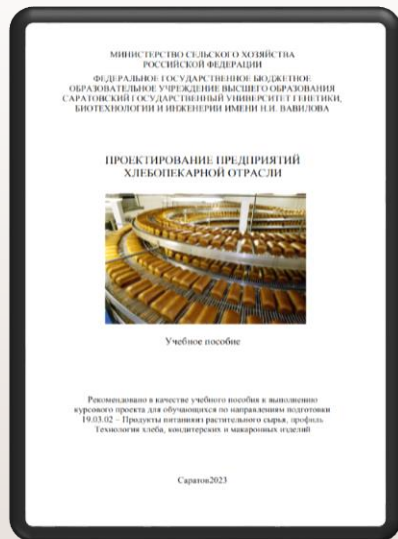 МИНИСТЕРСТВО СЕЛЬСКОГО ХОЗЯЙСТВА
РОССИЙСКОЙ ФЕДЕРАЦИИ
ФЕДЕРАЛЬНОЕ ГОСУДАРСТВЕННОЕ БЮДЖЕТНОЕ
ОБРАЗОВАТЕЛЬНОЕ УЧРЕЖДЕНИЕ ВЫСШЕГО ОБРАЗОВАНИЯ
САРАТОВСКИЙ ГОСУДАРСТВЕННЫЙ УНИВЕРСИТЕТ ГЕНЕТИКИ,
БИОТЕХНОЛОГИИ И ИНЖЕНЕРИИ ИМЕНИ Н.И. ВАВИЛОВА
ПРОЕКТИРОВАНИЕ ПРЕДПРИЯТИЙ
ХЛЕБОПЕКАРНОЙ ОТРАСЛИ
Учебное пособие
Рекомендовано в качестве учебного пособия к выполнению
курсового проекта для обучающихся по направлениям подготовки
19.03.02 – Продукты питанияиз растительного сырья, профиль
Технология хлеба, кондитерских и макаронных изделий
Саратов2023